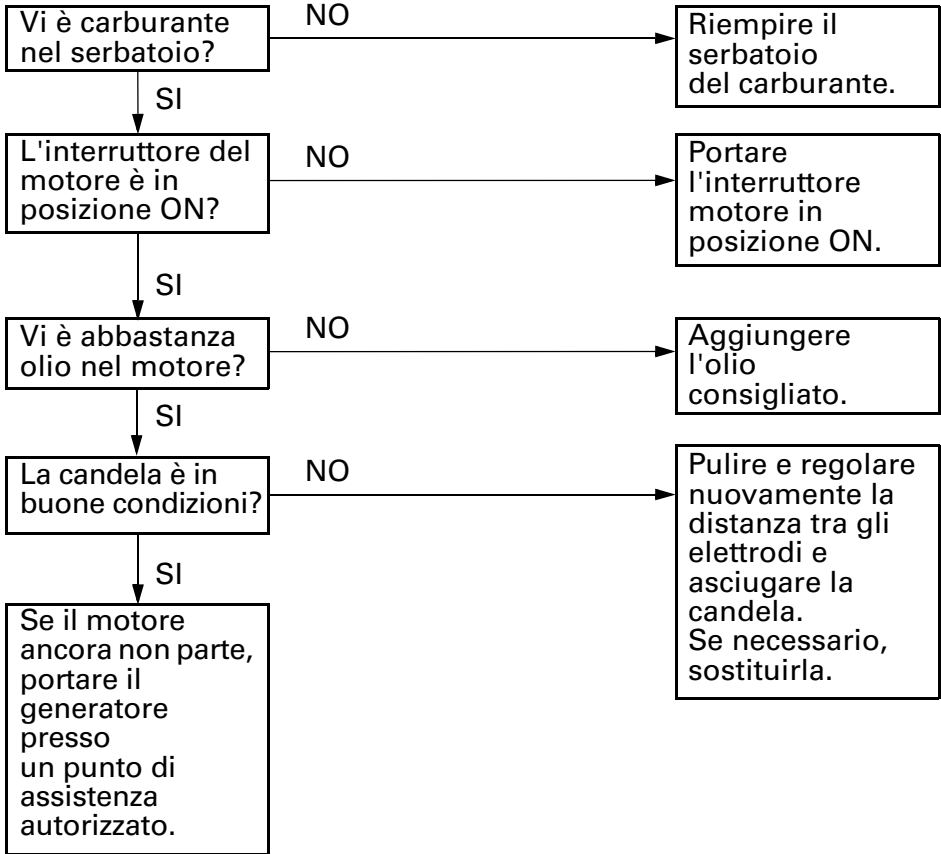 Vi è carburante
nel serbatoio?
NO
Riempire il
serbatoio
del carburante.
SI
L'interruttore del
motore è in
posizione ON?
NO
Portare
l'interruttore
motore in
posizione ON.
SI
Vi è abbastanza
olio nel motore?
NO
Aggiungere
l'olio
consigliato.
SI
La candela è in
buone condizioni?
NO
Pulire e regolare
nuovamente la
distanza tra gli
elettrodi e
asciugare la
candela.
Se necessario,
sostituirla.
SI
Se il motore
ancora non parte,
portare il
generatore
presso
un punto di
assistenza
autorizzato.